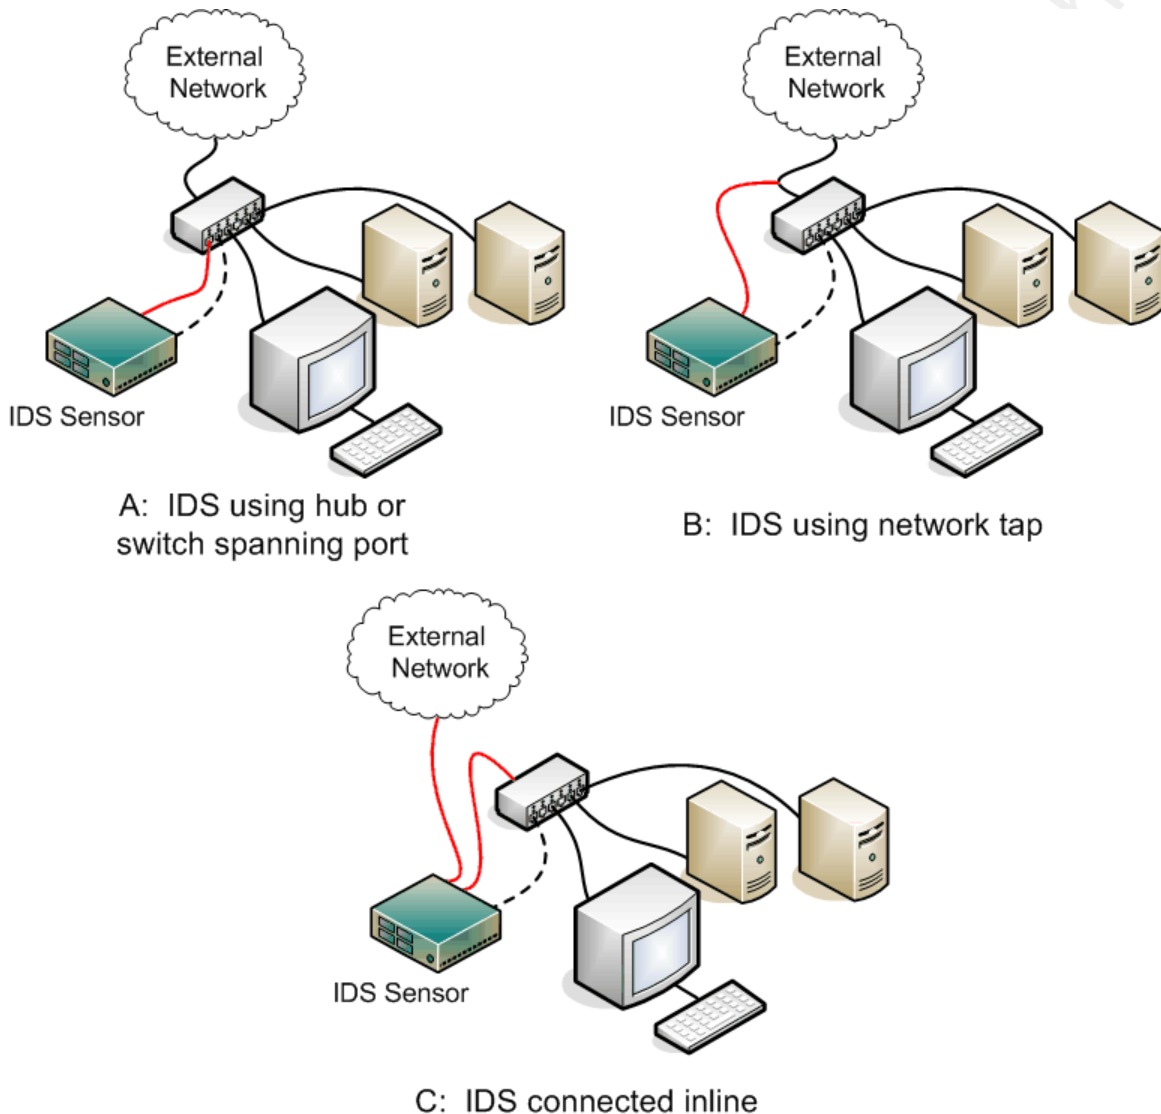 External
Network
IDS Sensor
A: IDS using hub or
switch spanning port
External
Network
IDS Sensor
B: IDS using network tap
External
Network
IDS Sensor
C: IDS connected inline